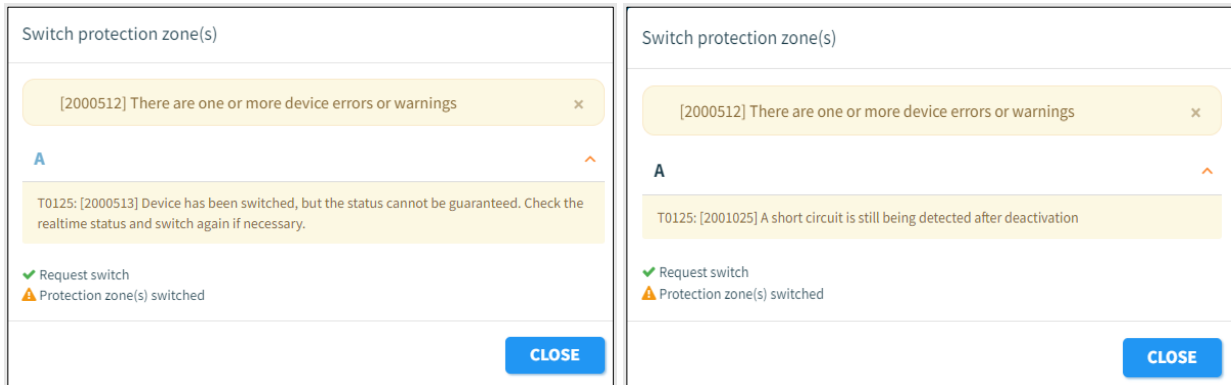 Switch protection zone(s)
[2000512] There are one or more device errors or warnings ×
A
T0125: [2000513] Device has been switched, but the status cannot be guaranteed. Check the
realtime status and switch again if necessary.
Request switch
Protection zone(s) switched
CLOSE
Switch protection zone(s)
[2000512] There are one or more device errors or warnings ×
A
T0125: [2001025] A short circuit is still being detected after deactivation
Request switch
Protection zone(s) switched
CLOSE